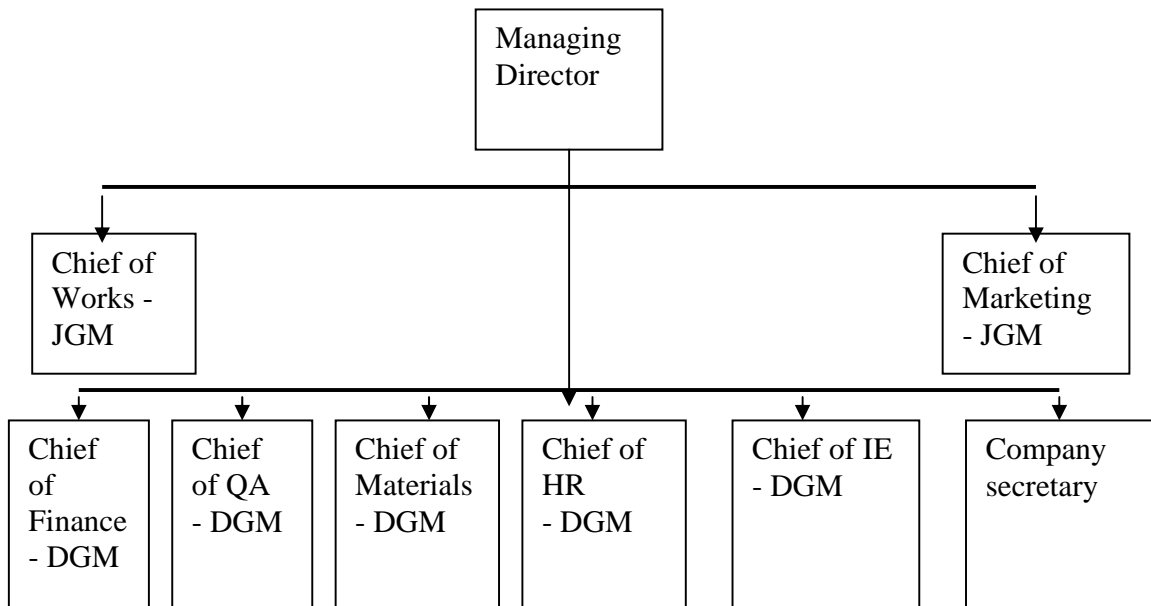 Managing
Director
Chief of
Works -
JGM
Chief of
Marketing
- JGM
Chief
of
Finance
- DGM
Chief
of QA
- DGM
Chief of
Materials
- DGM
Chief of
HR
- DGM
Chief of IE
- DGM
Company
secretary